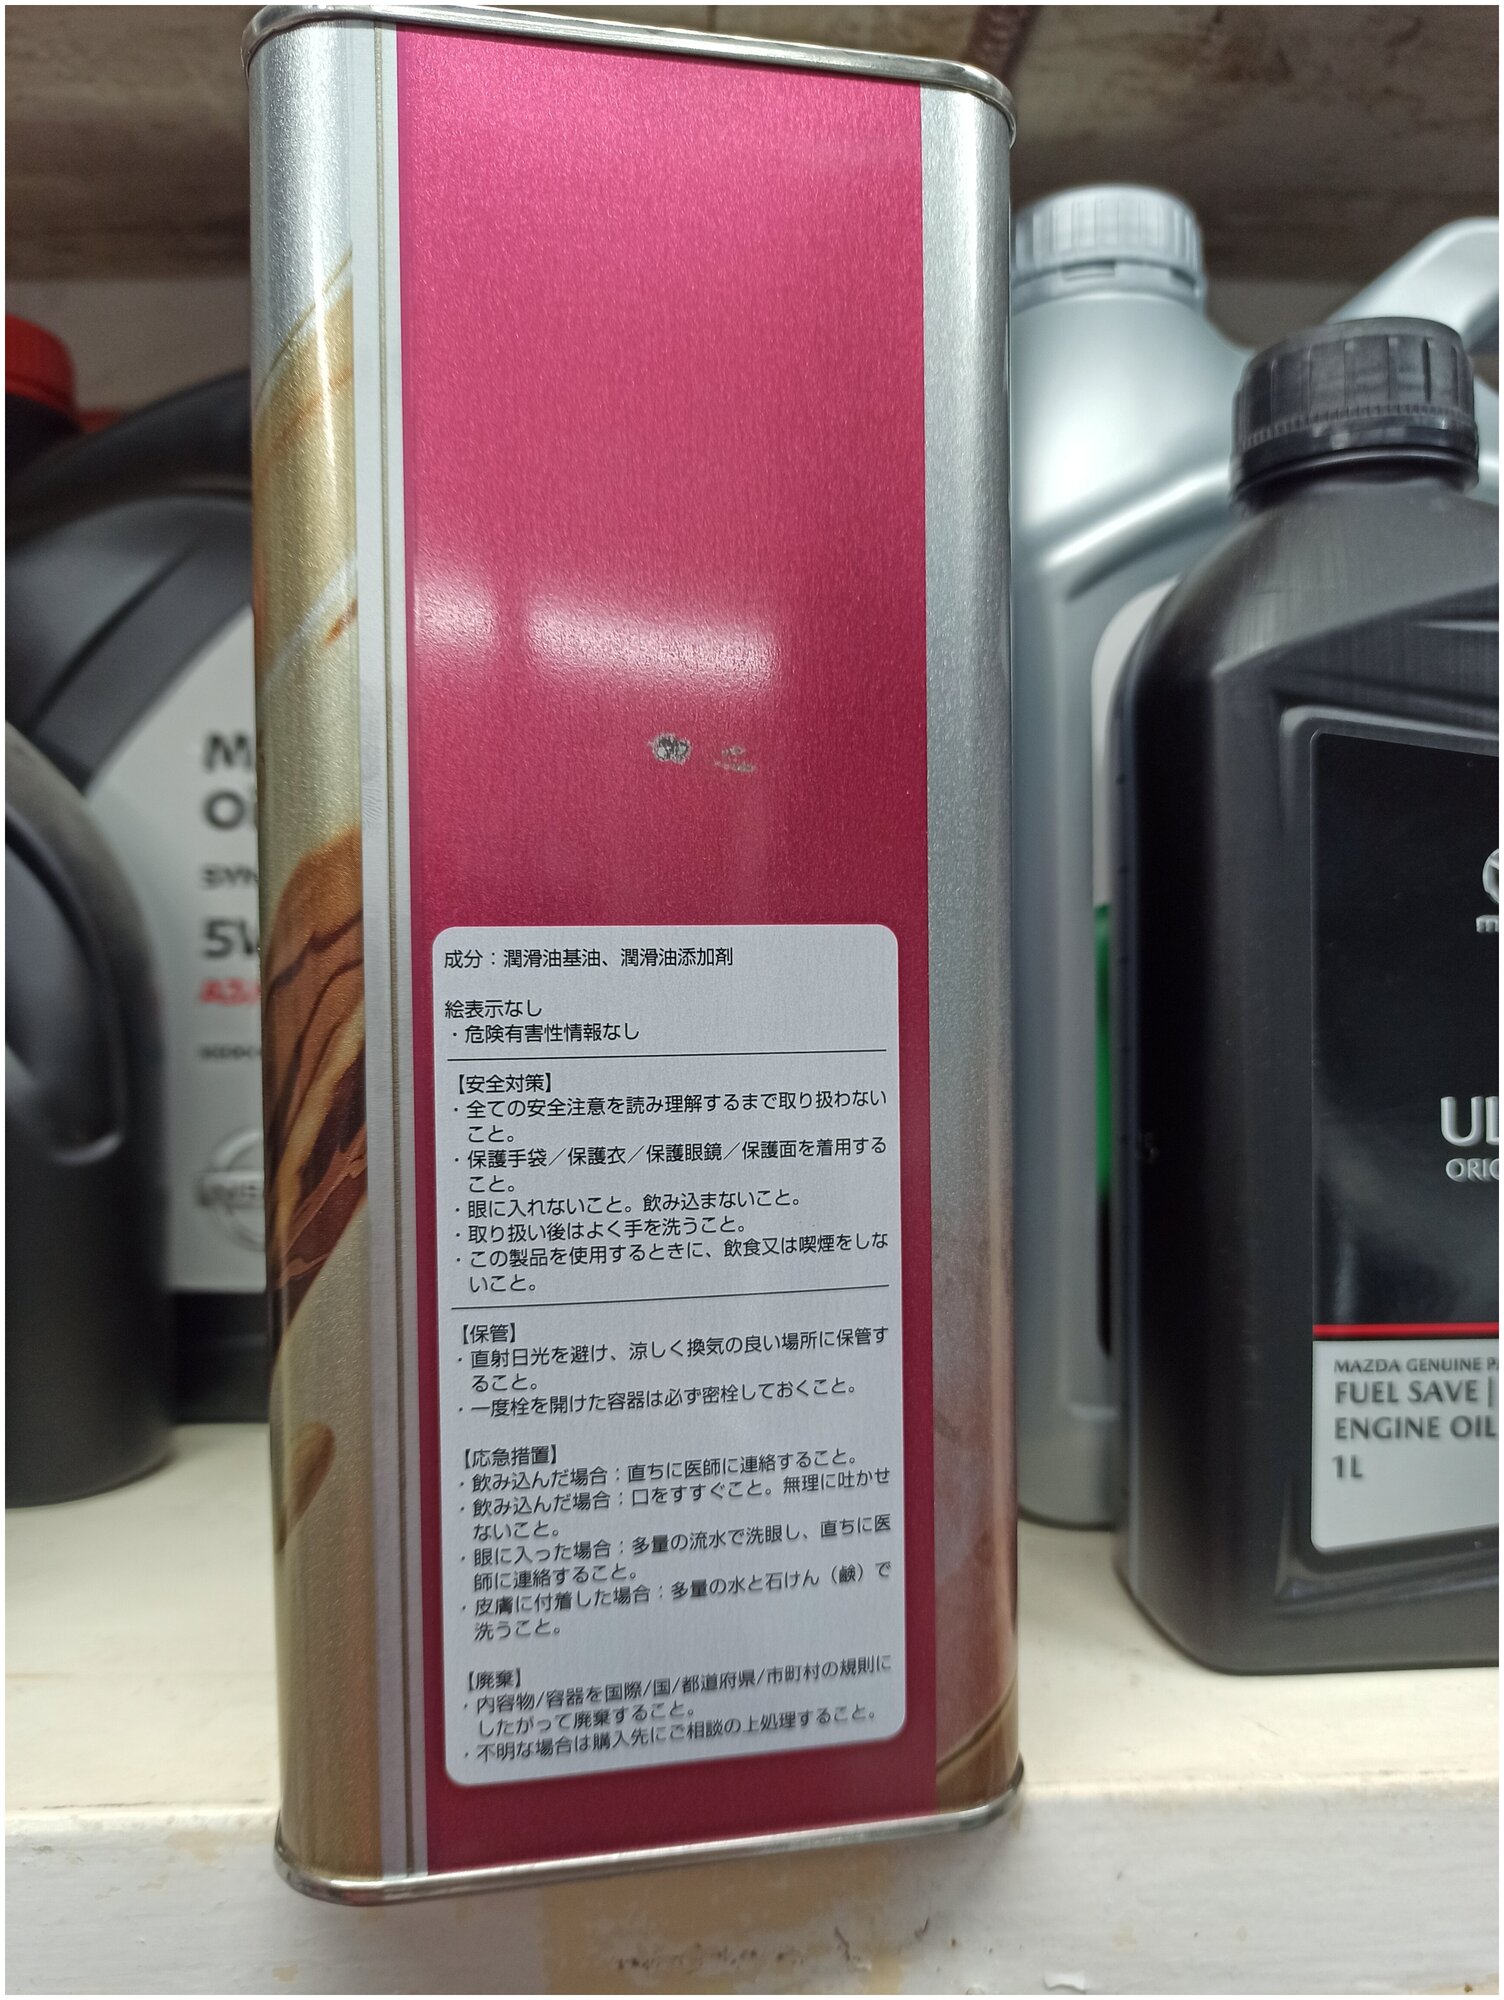 成分：潤滑油基油、潤滑油添加剤
絵表示なし
・危険有害性情報なし
【安全対策】
・全ての安全注意を読み理解するまで取り扱わない
こと。
・保護手袋／保護衣／保護眼鏡／保護面を着用する
こと。
・眼に入れないこと。飲み込まないこと。
・取り扱い後はよく手を洗うこと。
・この製品を使用するときに、飲食又は喫煙をしな
いこと。
【保管】
・直射日光を避け、涼しく換気の良い場所に保管す
ること。
・一度栓を開けた容器は必ず密栓しておくこと。
【応急措置】
・飲み込んだ場合：直ちに医師に連絡すること。
・飲み込んだ場合：口をすすぐこと。無理に吐かせ
ないこと。
・眼に入った場合：多量の流水で洗眼し、直ちに医
師に連絡すること。
・皮膚に付着した場合：多量の水と石けん（鹸）で
洗うこと。
【廃棄】
・内容物/容器を国際/国/都道府県/市町村の規則に
したがって廃棄すること。
・不明な場合は購入先にご相談の上処理すること。
MAZDA GENUINE
FUEL SAVE |
ENGINE OIL
1L